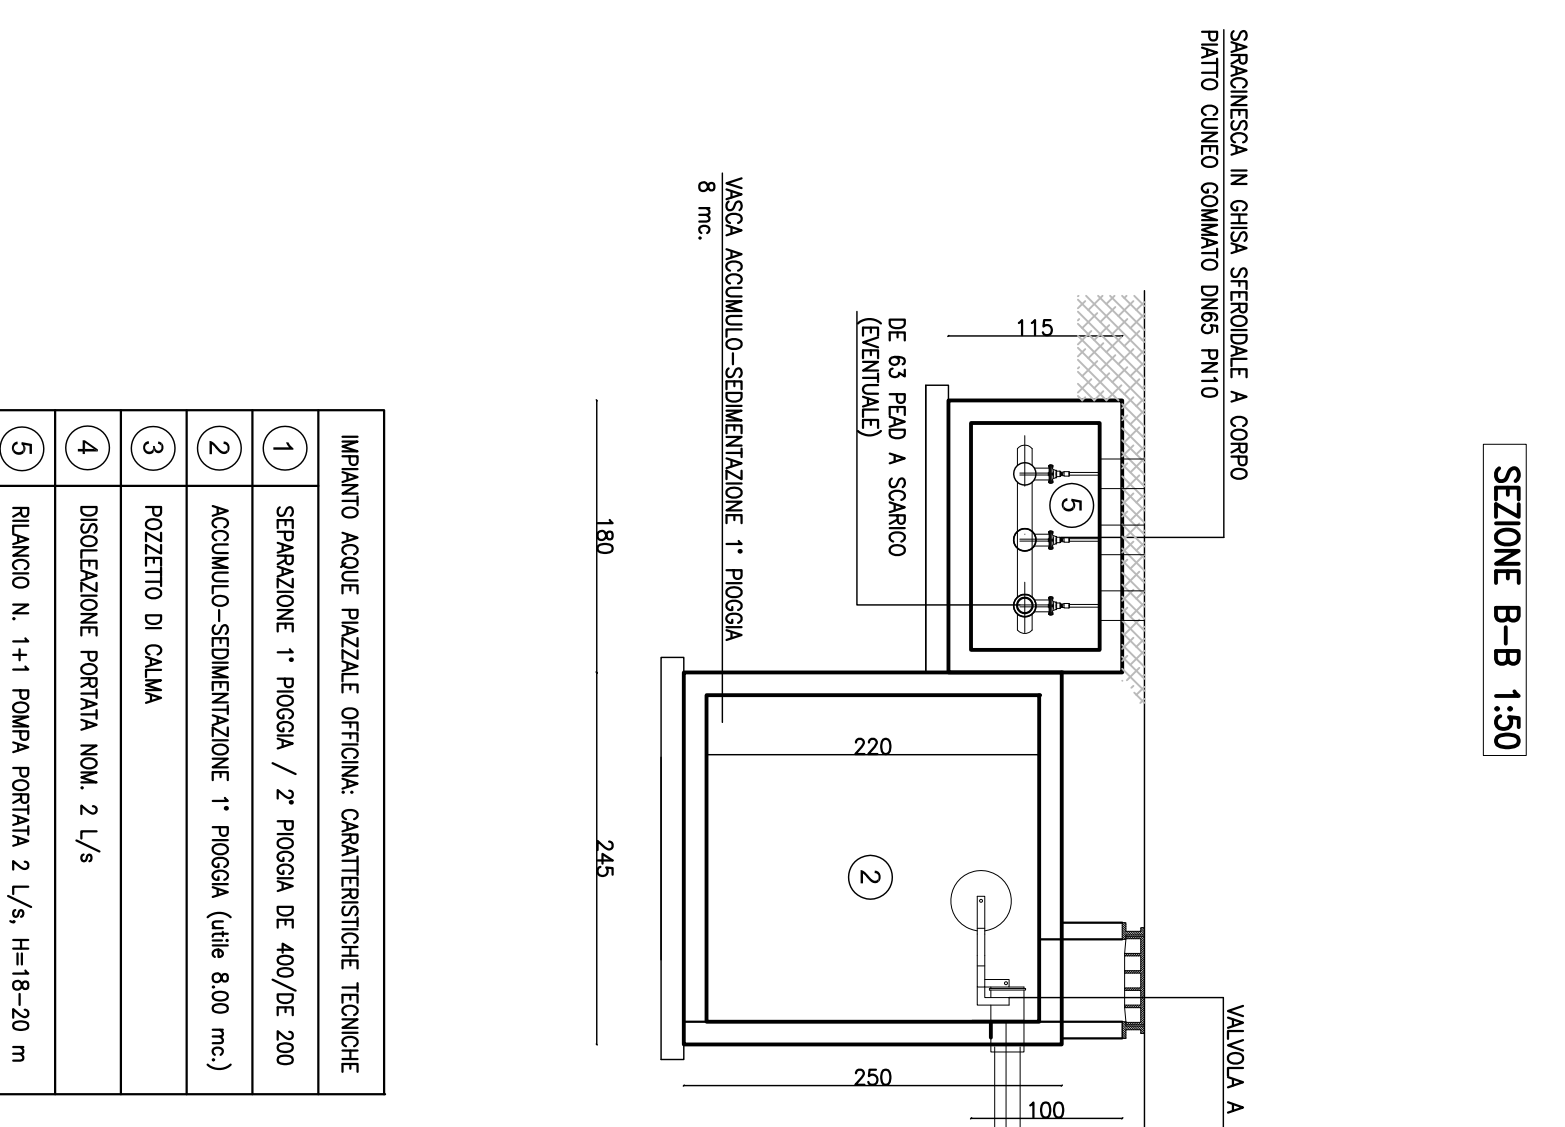 SEZIONE B-B 1:50
SARACINESCA IN GHISA SFEROIDALE A CORPO
PIATTO CUNEO GOMMATO DN65 PN10
VALVOLA A
115
5
DE 63 PEAD A SCARICO
(EVENTUALE)
VASCA ACCUMULO-SEDIMENTAZIONE 1° PIOGGIA
8 mc.
220
2
180
245
250
100
IMPIANTO ACQUE PIAZZALE OFFICINA: CARATTERISTICHE TECNICHE
1 SEPARAZIONE 1° PIOGGIA / 2° PIOGGIA DE 400/DE 200
2 ACCUMULO-SEDIMENTAZIONE 1° PIOGGIA (utile 8.00 mc.)
3 POZZETTO DI CALMA
4 DISOLEAZIONE PORTATA NOM. 2 L/s
5 RILANCIO N. 1+1 POMPA PORTATA 2 L/s, H=18-20 m